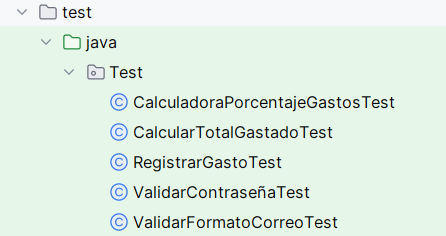 test
java
Test
CalculadoraPorcentajeGastosTest
CalcularTotalGastadoTest
RegistrarGastoTest
ValidarContraseñaTest
ValidarFormatoCorreoTest